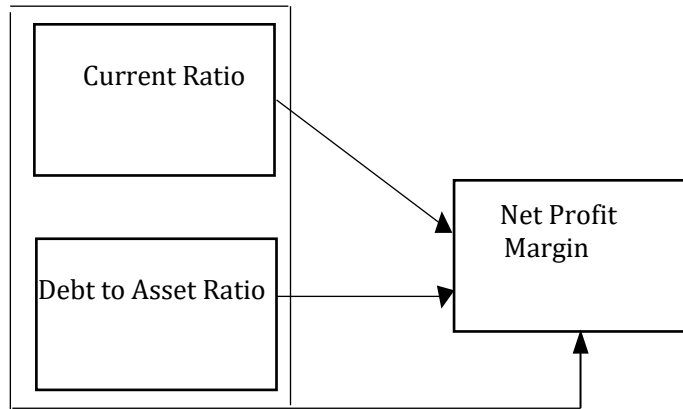 Current Ratio
Debt to Asset Ratio
Net Profit
Margin